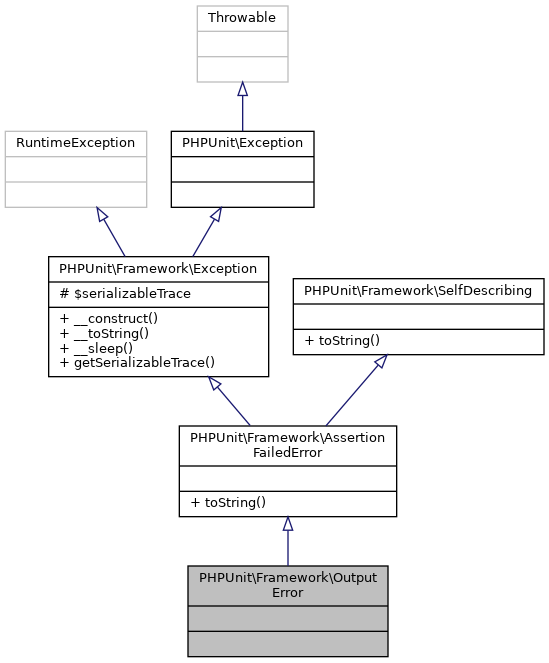 Throwable
RuntimeException
PHPUnit\Exception
PHPUnit\Framework\Exception
# $serializableTrace
+ __construct()
+ __toString()
+ __sleep()
+ getSerializableTrace()
PHPUnit\Framework\SelfDescribing
+ toString()
PHPUnit\Framework\Assertion
FailedError
+ toString()
PHPUnit\Framework\Output
Error